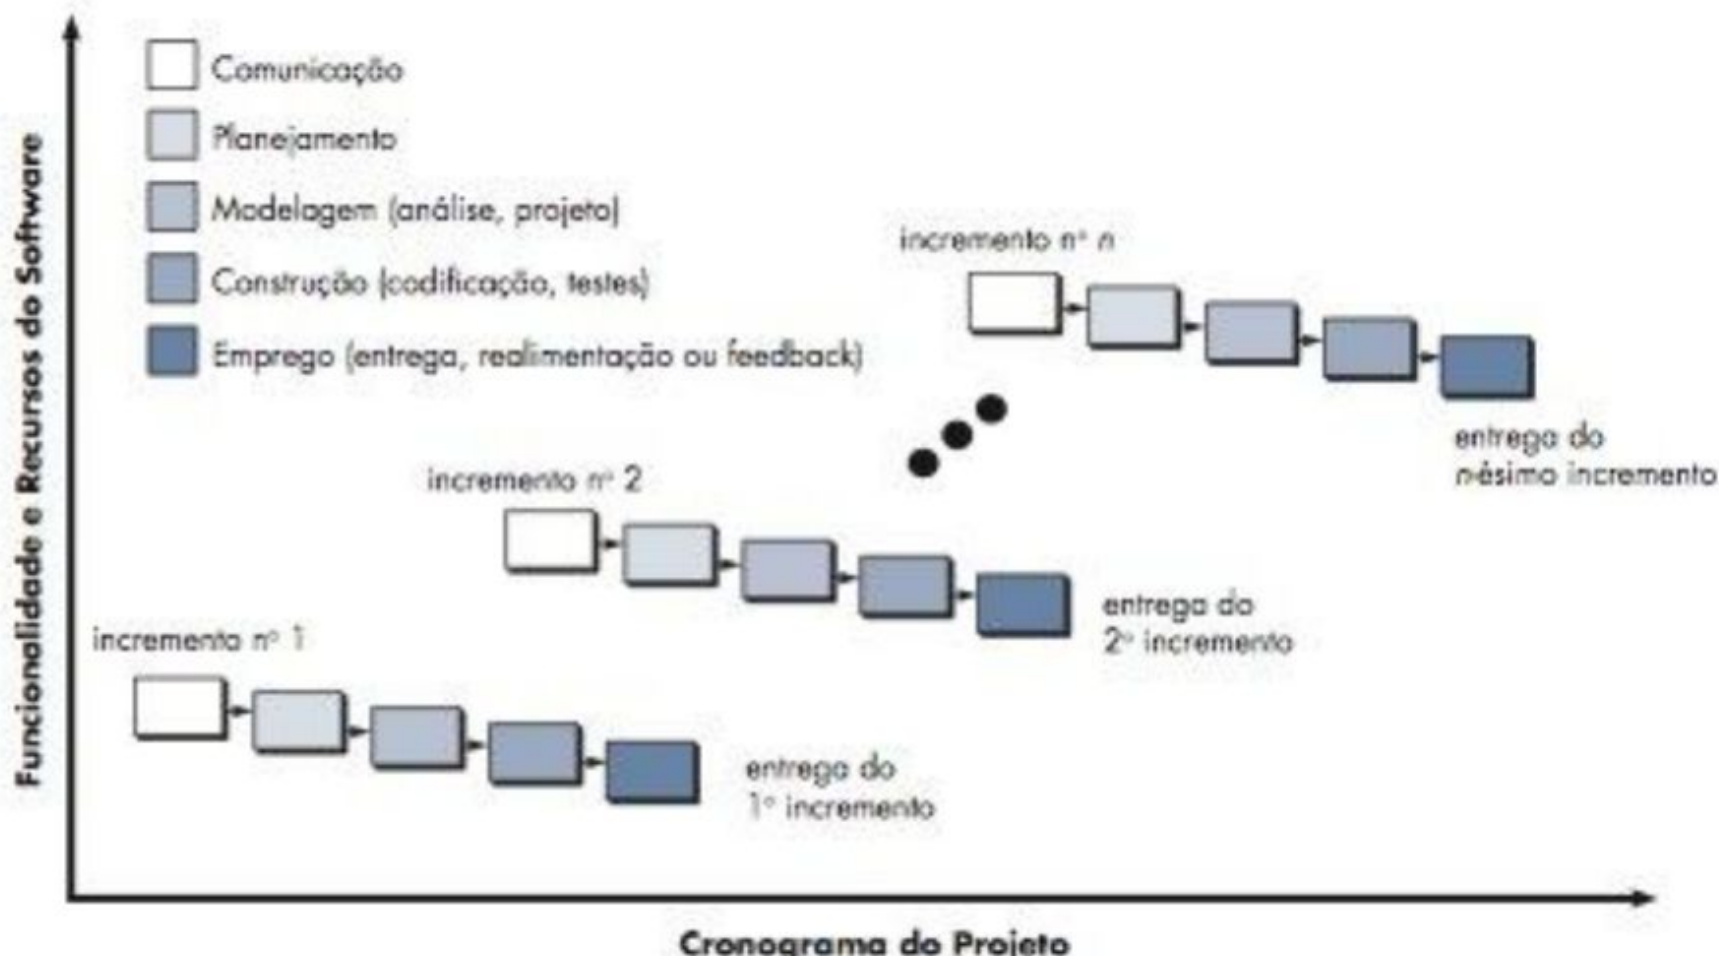 Funcionalidade e Recursos do Software
Comunicação
Planejamento
Modelagem (análise, projeto)
Construção (codificação, testes)
Emprego (entrega, realimentação ou feedback)
incremento nº n
entrega do
n-ésimo incremento
incremento nº 2
entrega do
2º incremento
incremento nº 1
entrega do
1º incremento
Cronograma do Projeto